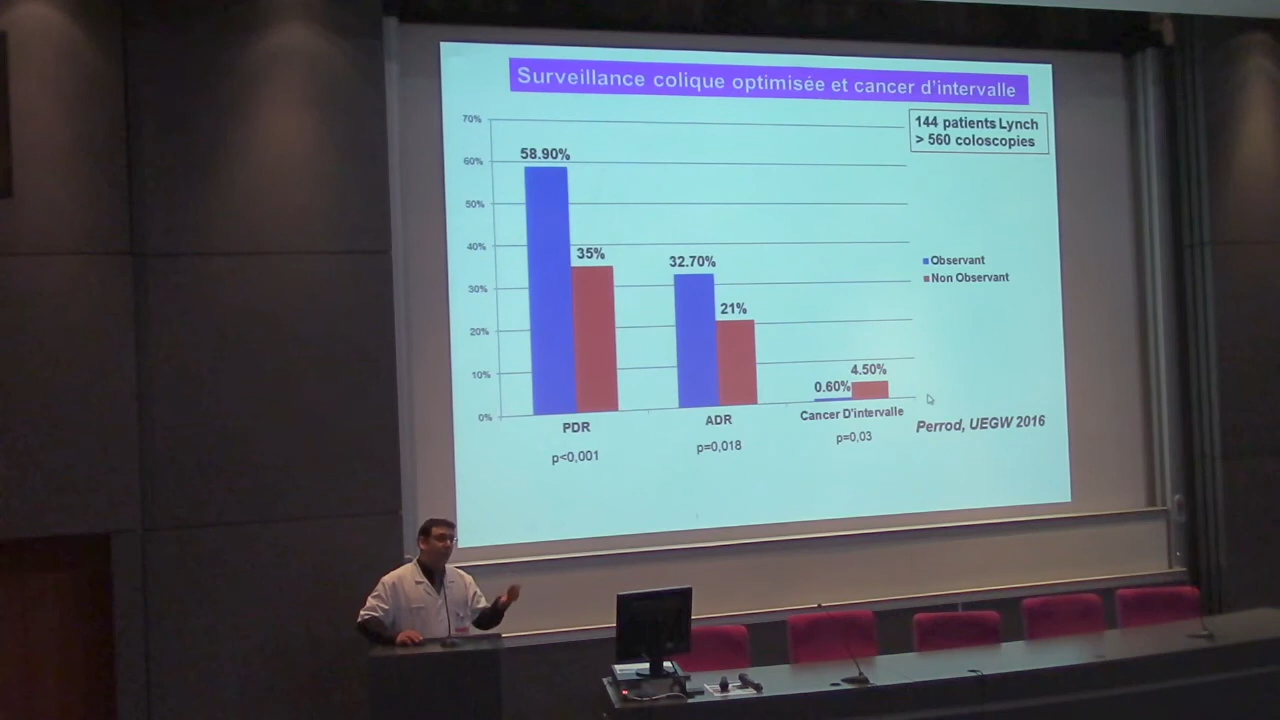 Surveillance colique optimisée et cancer d'intervalle
144 patients Lynch
> 560 coloscopies
70%
60%
50%
40%
30%
20%
10%
0%
58.90%
35%
32.70%
21%
0.60%
4.50%
Observant
Non Observant
PDR
ADR
Cancer D'intervalle
p<0,001
p=0,018
p=0,03
Perrod, UEGW 2016